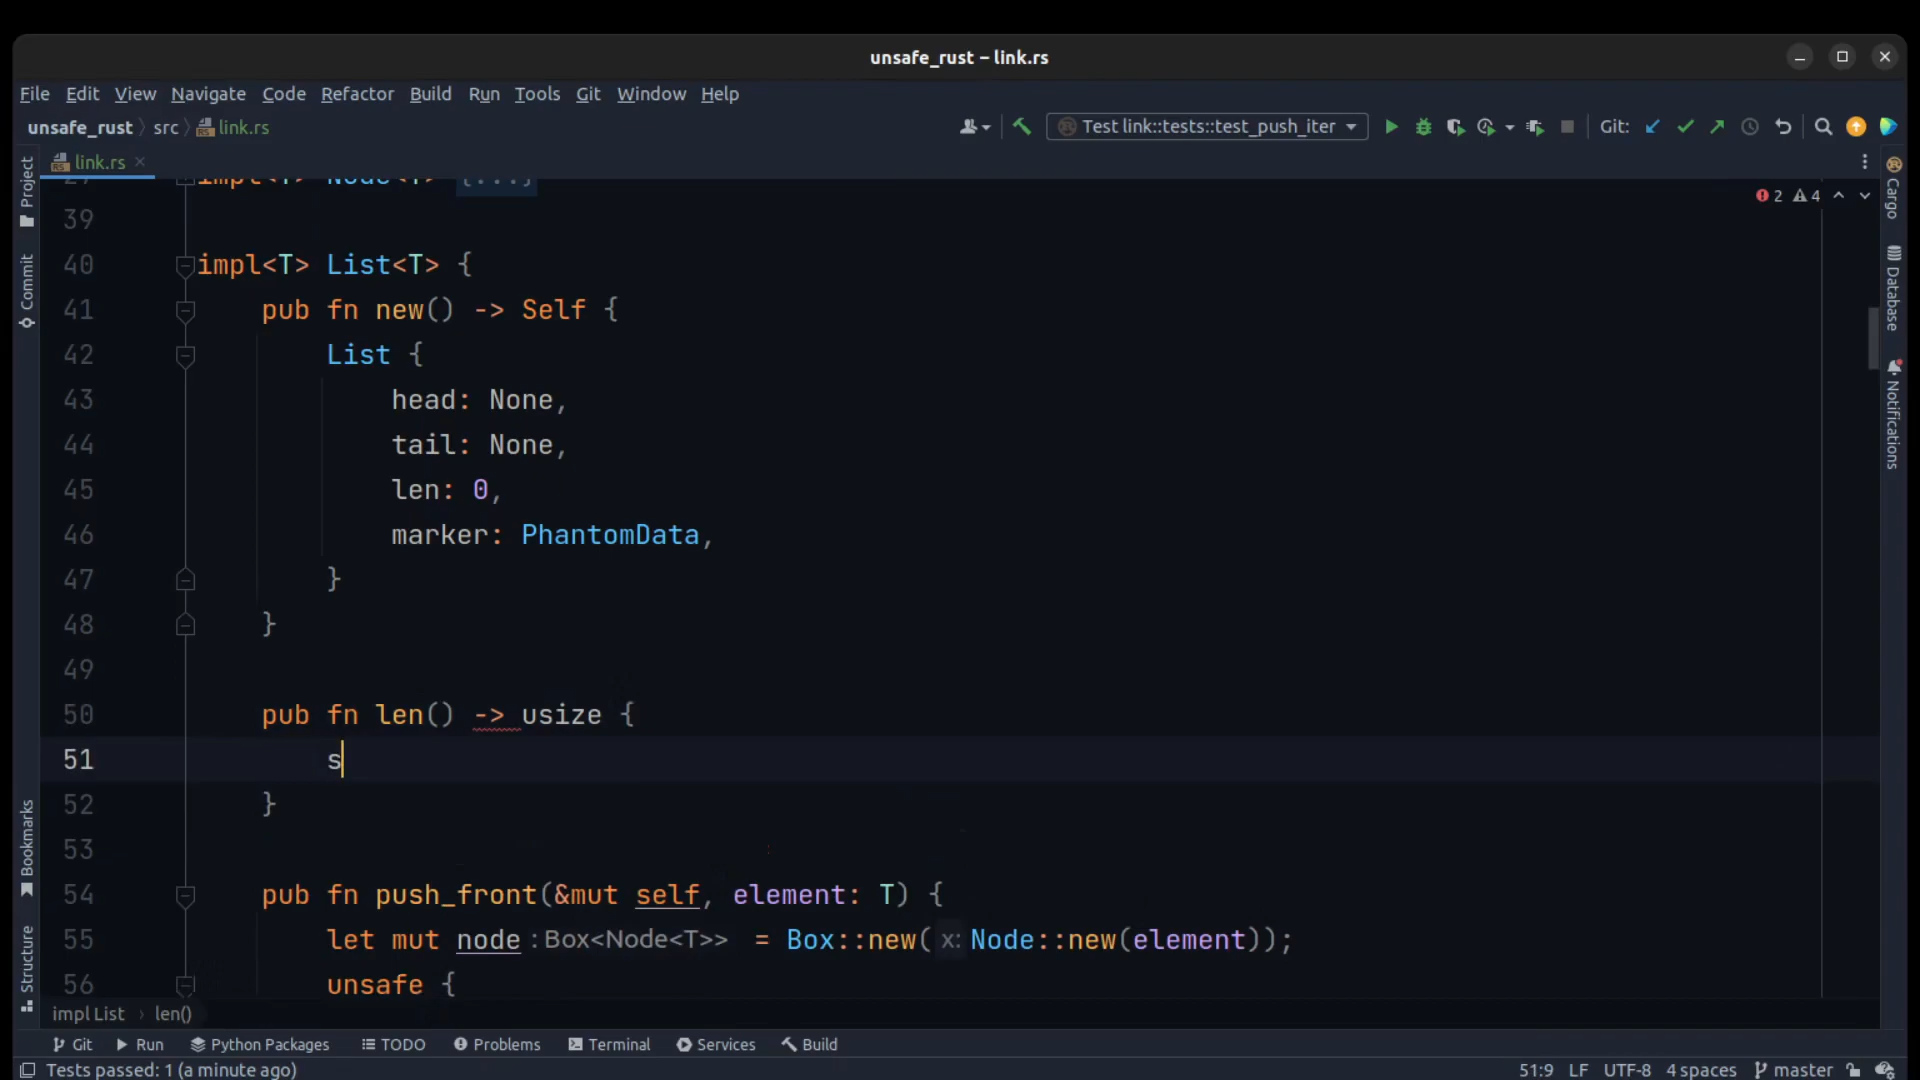 unsafe_rust – link.rs
File Edit View Navigate Code Refactor Build Run Tools Git Window Help
unsafe_rust 〉 src 〉 link.rs
Test link::tests::test_push_iter
Git:
link.rs
2 4
impl<T> Node<T> {...}
39
40 impl<T> List<T> {
41 pub fn new() -> Self {
42 List {
43 head: None,
44 tail: None,
45 len: 0,
46 marker: PhantomData,
47 }
48 }
49
50 pub fn len() -> usize {
51 s
52 }
53
54 pub fn push_front(&mut self, element: T) {
55 let mut node : Box<Node<T>> = Box::new( x: Node::new(element));
56 unsafe {
Project
Commit
Bookmarks
Structure
Cargo
Database
Notifications
impl List › len()
Git Run Python Packages TODO Problems Terminal Services Build
Tests passed: 1 (a minute ago)
51:9 LF UTF-8 4 spaces master